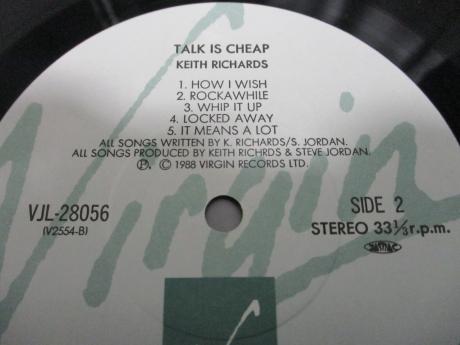 TALK IS CHEAP
KEITH RICHARDS
1. HOW I WISH
2. ROCKAWHILE
3. WHIP IT UP
4. LOCKED AWAY
5. IT MEANS A LOT
ALL SONGS WRITTEN BY K. RICHARDS/S. JORDAN.
ALL SONGS PRODUCED BY KEITH RICHRDS & STEVE JORDAN.
℗. © 1988 VIRGIN RECORDS LTD.
VJL-28056
(V2554-B)
SIDE 2
STEREO 33⅓r.p.m.
Virgin